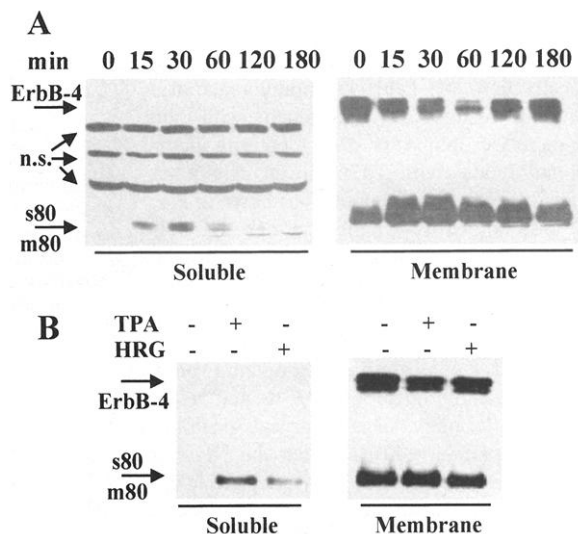 A
min 0 15 30 60 120 180 0 15 30 60 120 180
ErbB-4
n.s.
s80
m80
Soluble Membrane
B
TPA - + - - + -
HRG - - + - - +
ErbB-4
s80
m80
Soluble Membrane